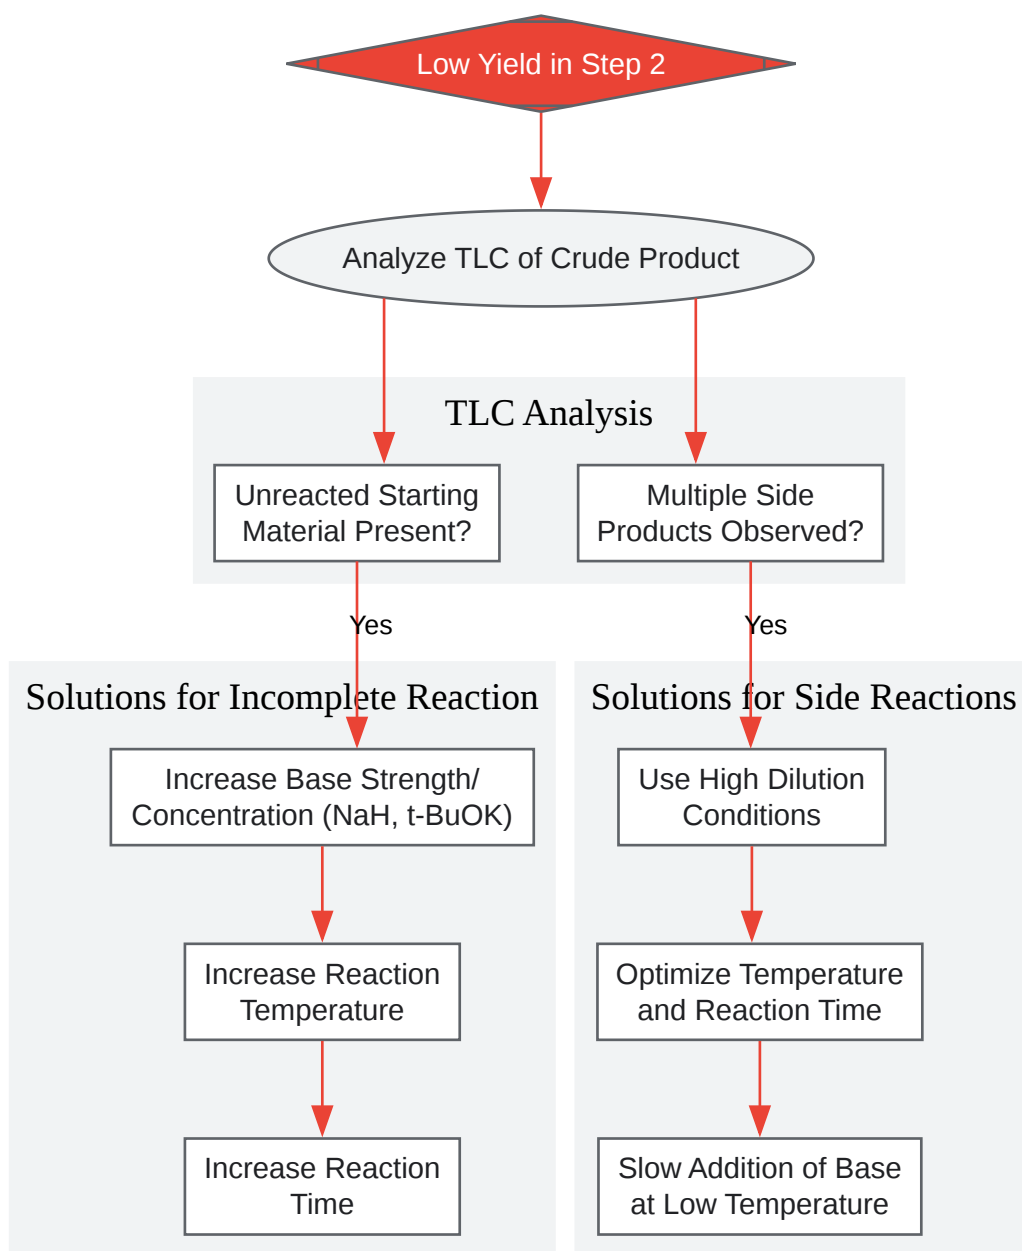 Low Yield in Step 2
Analyze TLC of Crude Product
TLC Analysis
Unreacted Starting
Material Present?
Multiple Side
Products Observed?
Yes
Yes
Solutions for Incomplete Reaction
Increase Base Strength/
Concentration (NaH, t-BuOK)
Increase Reaction
Temperature
Increase Reaction
Time
Solutions for Side Reactions
Use High Dilution
Conditions
Optimize Temperature
and Reaction Time
Slow Addition of Base
at Low Temperature